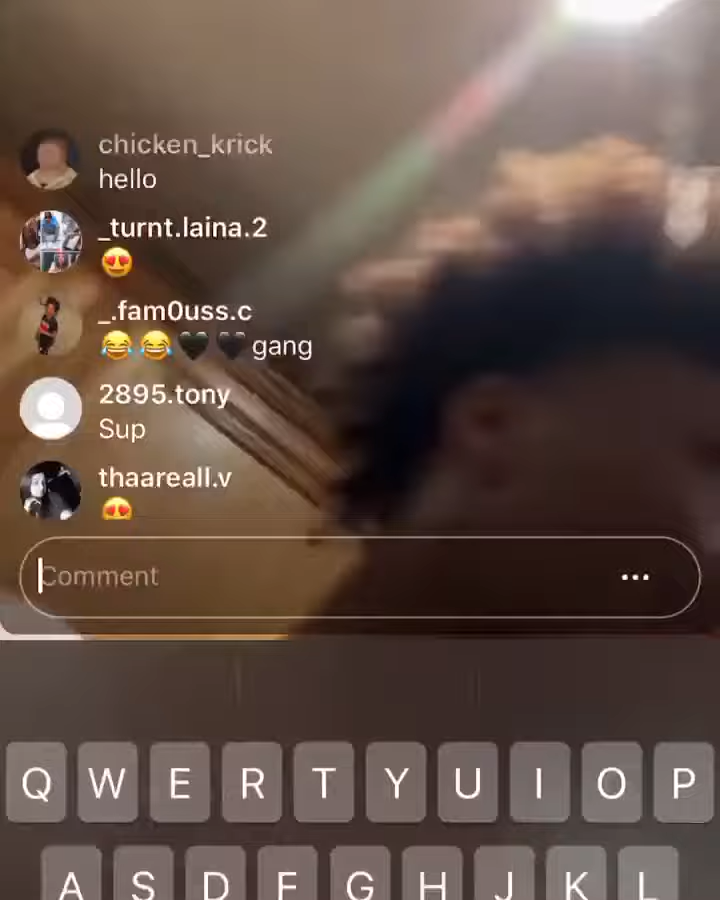 chicken_krick
hello
_turnt.laina.2
😍
_.fam0uss.c
😂😂🖤🖤gang
2895.tony
Sup
thaareall.v
😍
Comment
Q W E R T Y U I O P
A S D F G H J K L